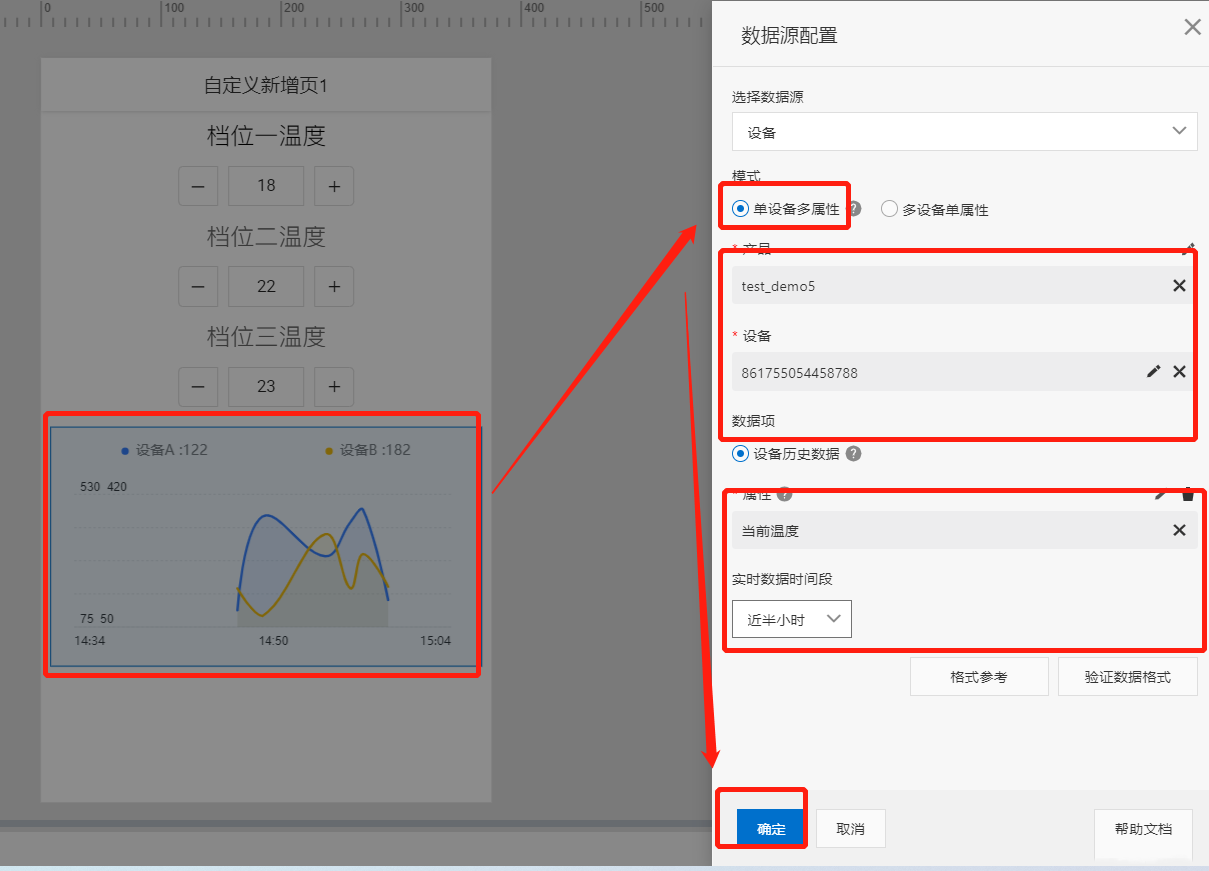 0 100 200 300 400 500
自定义新增页1
档位一温度
— 18 +
档位二温度
— 22 +
档位三温度
— 23 +
设备A :122 设备B :182
530 420
75 50
14:34 14:50 15:04
数据源配置
选择数据源
设备
模式
单设备多属性 ? 多设备单属性
* 产品
test_demo5
* 设备
861755054458788
数据项
设备历史数据 ?
* 属性 ?
当前温度
实时数据时间段
近半小时
格式参考 验证数据格式
确定 取消 帮助文档